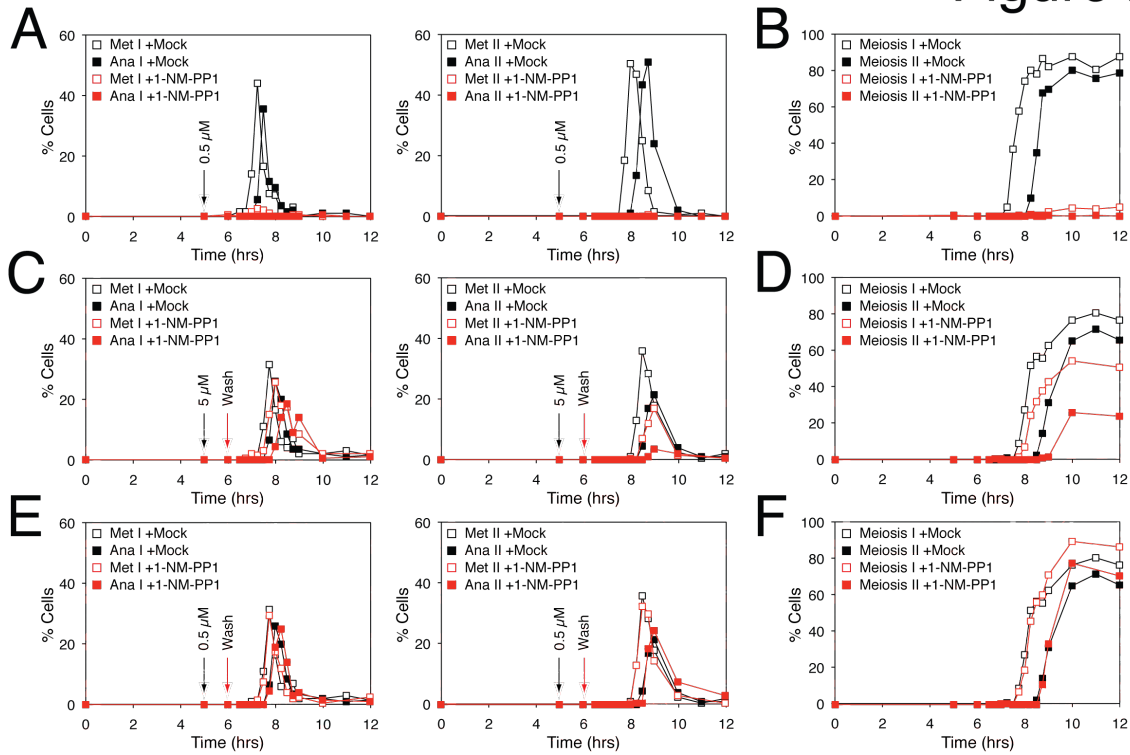 Figure
A
60
40
20
0
% Cells
Met I +Mock
Ana I +Mock
Met I +1-NM-PP1
Ana I +1-NM-PP1
0.5 µM
0 2 4 6 8 10 12
Time (hrs)
60
40
20
0
% Cells
Met II +Mock
Ana II +Mock
Met II +1-NM-PP1
Ana II +1-NM-PP1
0.5 µM
0 2 4 6 8 10 12
Time (hrs)
B
100
80
60
40
20
0
% Cells
Meiosis I +Mock
Meiosis II +Mock
Meiosis I +1-NM-PP1
Meiosis II +1-NM-PP1
0 2 4 6 8 10 12
Time (hrs)
C
60
40
20
0
% Cells
Met I +Mock
Ana I +Mock
Met I +1-NM-PP1
Ana I +1-NM-PP1
5 µM
Wash
0 2 4 6 8 10 12
Time (hrs)
60
40
20
0
% Cells
Met II +Mock
Ana II +Mock
Met II +1-NM-PP1
Ana II +1-NM-PP1
5 µM
Wash
0 2 4 6 8 10 12
Time (hrs)
D
100
80
60
40
20
0
% Cells
Meiosis I +Mock
Meiosis II +Mock
Meiosis I +1-NM-PP1
Meiosis II +1-NM-PP1
0 2 4 6 8 10 12
Time (hrs)
E
60
40
20
0
% Cells
Met I +Mock
Ana I +Mock
Met I +1-NM-PP1
Ana I +1-NM-PP1
0.5 µM
Wash
0 2 4 6 8 10 12
Time (hrs)
60
40
20
0
% Cells
Met II +Mock
Ana II +Mock
Met II +1-NM-PP1
Ana II +1-NM-PP1
0.5 µM
Wash
0 2 4 6 8 10 12
Time (hrs)
F
100
80
60
40
20
0
% Cells
Meiosis I +Mock
Meiosis II +Mock
Meiosis I +1-NM-PP1
Meiosis II +1-NM-PP1
0 2 4 6 8 10 12
Time (hrs)